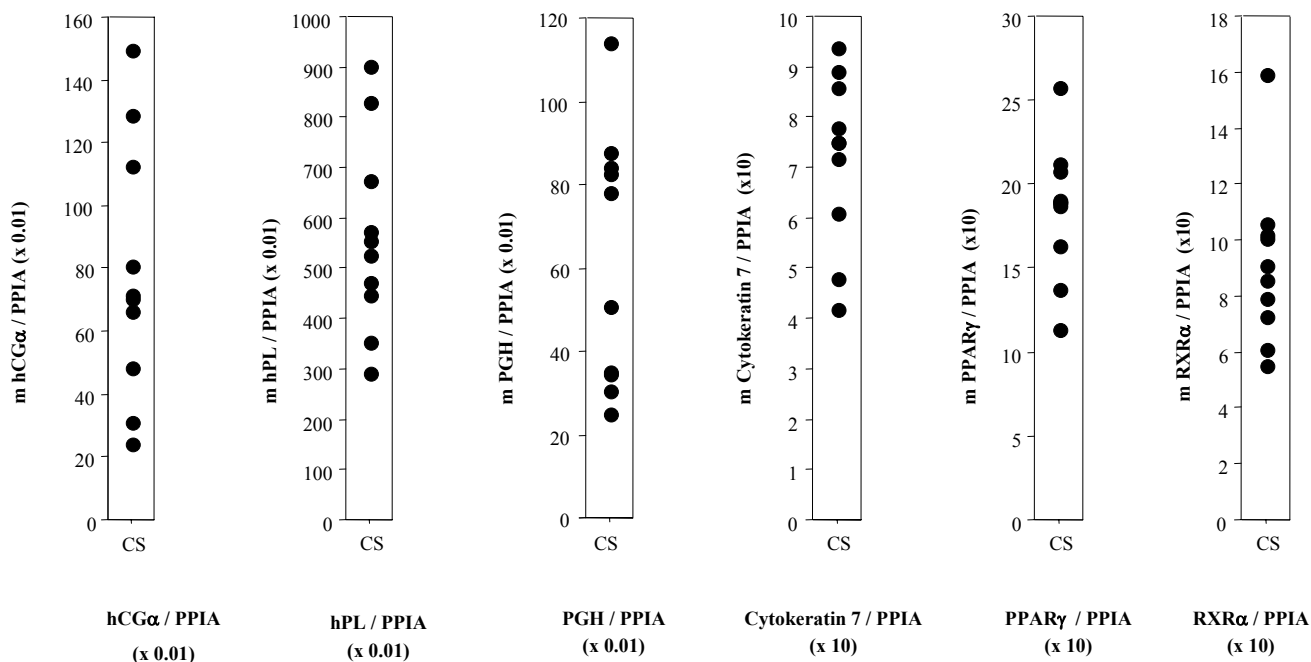 m hCGα / PPIA (x 0.01)
160
140
120
100
80
60
40
20
0
CS
hCGα / PPIA
(x 0.01)
m hPL / PPIA (x 0.01)
1000
900
800
700
600
500
400
300
200
100
0
CS
hPL / PPIA
(x 0.01)
m PGH / PPIA (x 0.01)
120
100
80
60
40
20
0
CS
PGH / PPIA
(x 0.01)
m Cytokeratin 7 / PPIA (x10)
10
9
8
7
6
5
4
3
2
1
0
CS
Cytokeratin 7 / PPIA
(x 10)
m PPARγ / PPIA (x10)
30
25
20
15
10
5
0
CS
PPARγ / PPIA
(x 10)
m RXRα / PPIA (x10)
18
16
14
12
10
8
6
4
2
0
CS
RXRα / PPIA
(x 10)